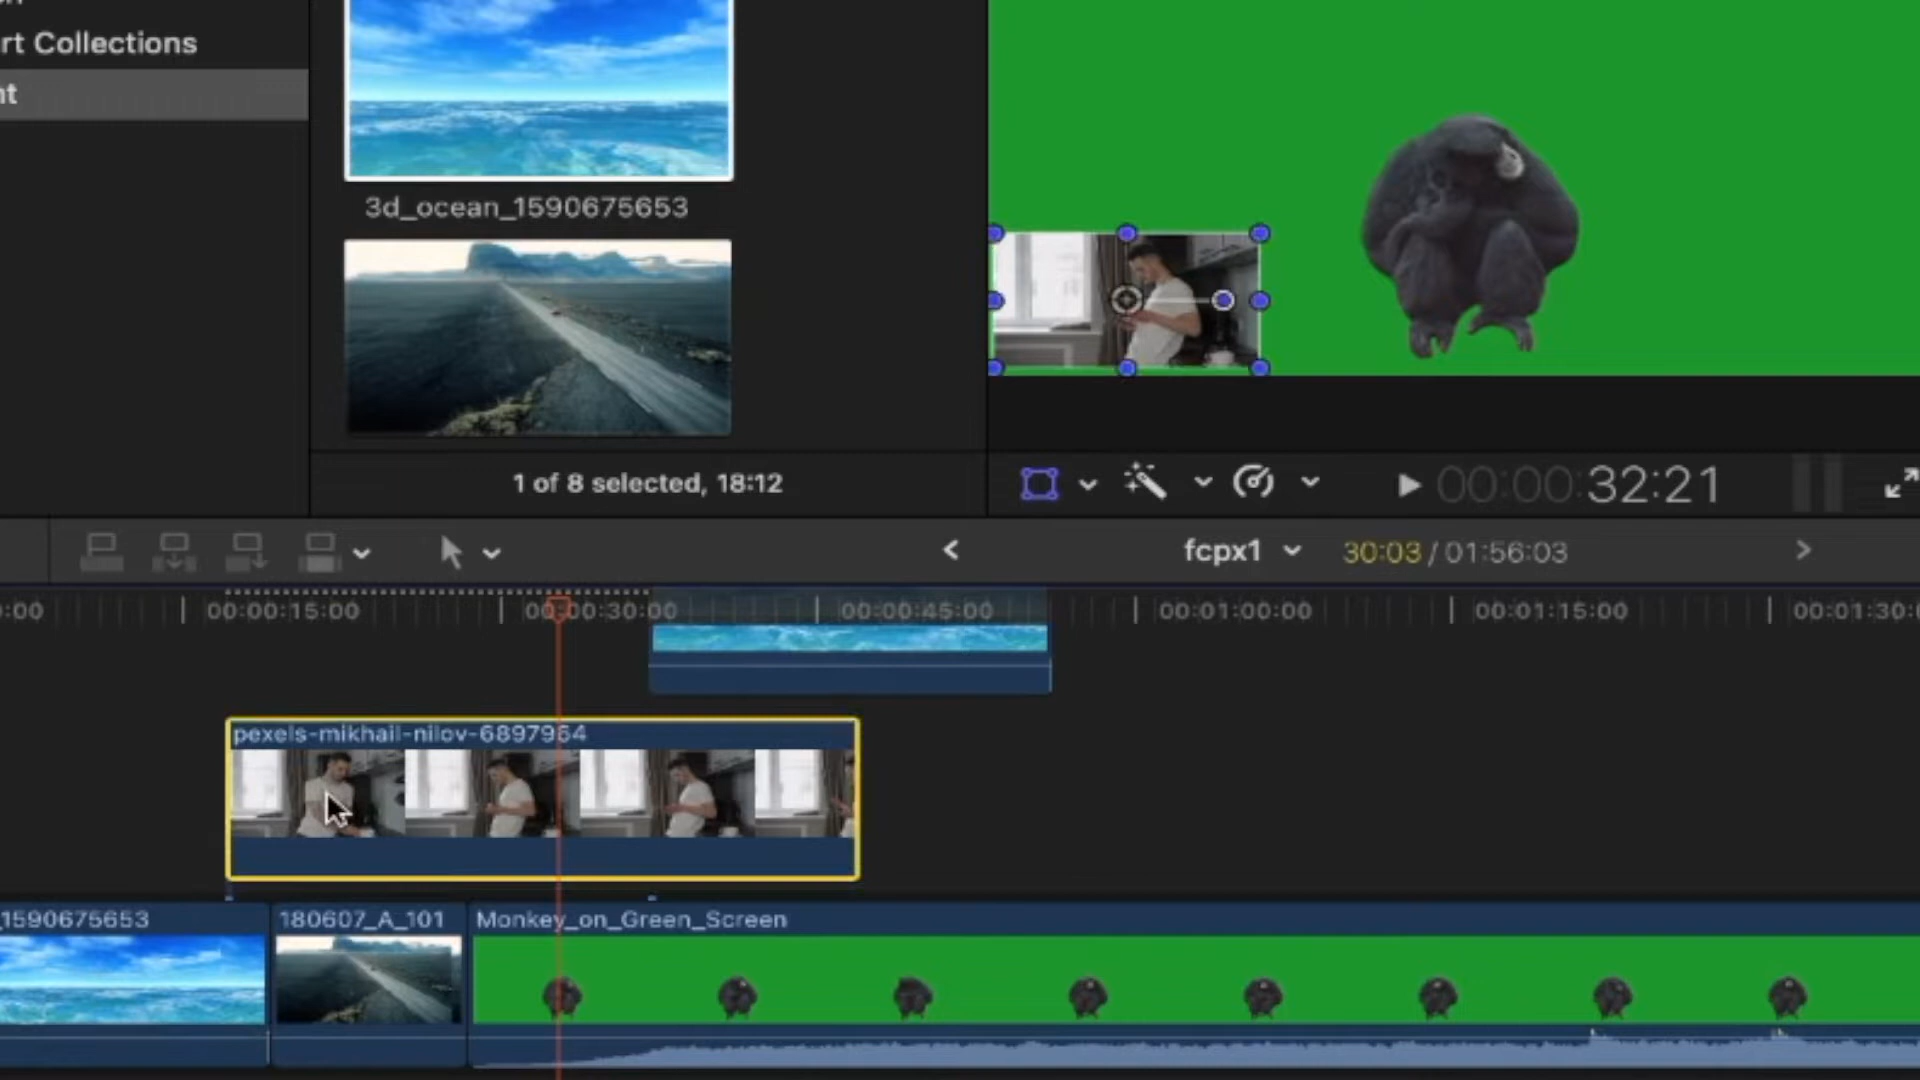 rt Collections
nt
3d_ocean_1590675653
1 of 8 selected, 18:12
00:00:32:21
fcpx1
30:03 / 01:56:03
:00
00:00:15:00
00:00:30:00
00:00:45:00
00:01:00:00
00:01:15:00
00:01:30:
pexels-mikhail-nilov-6897964
_1590675653
180607_A_101
Monkey_on_Green_Screen